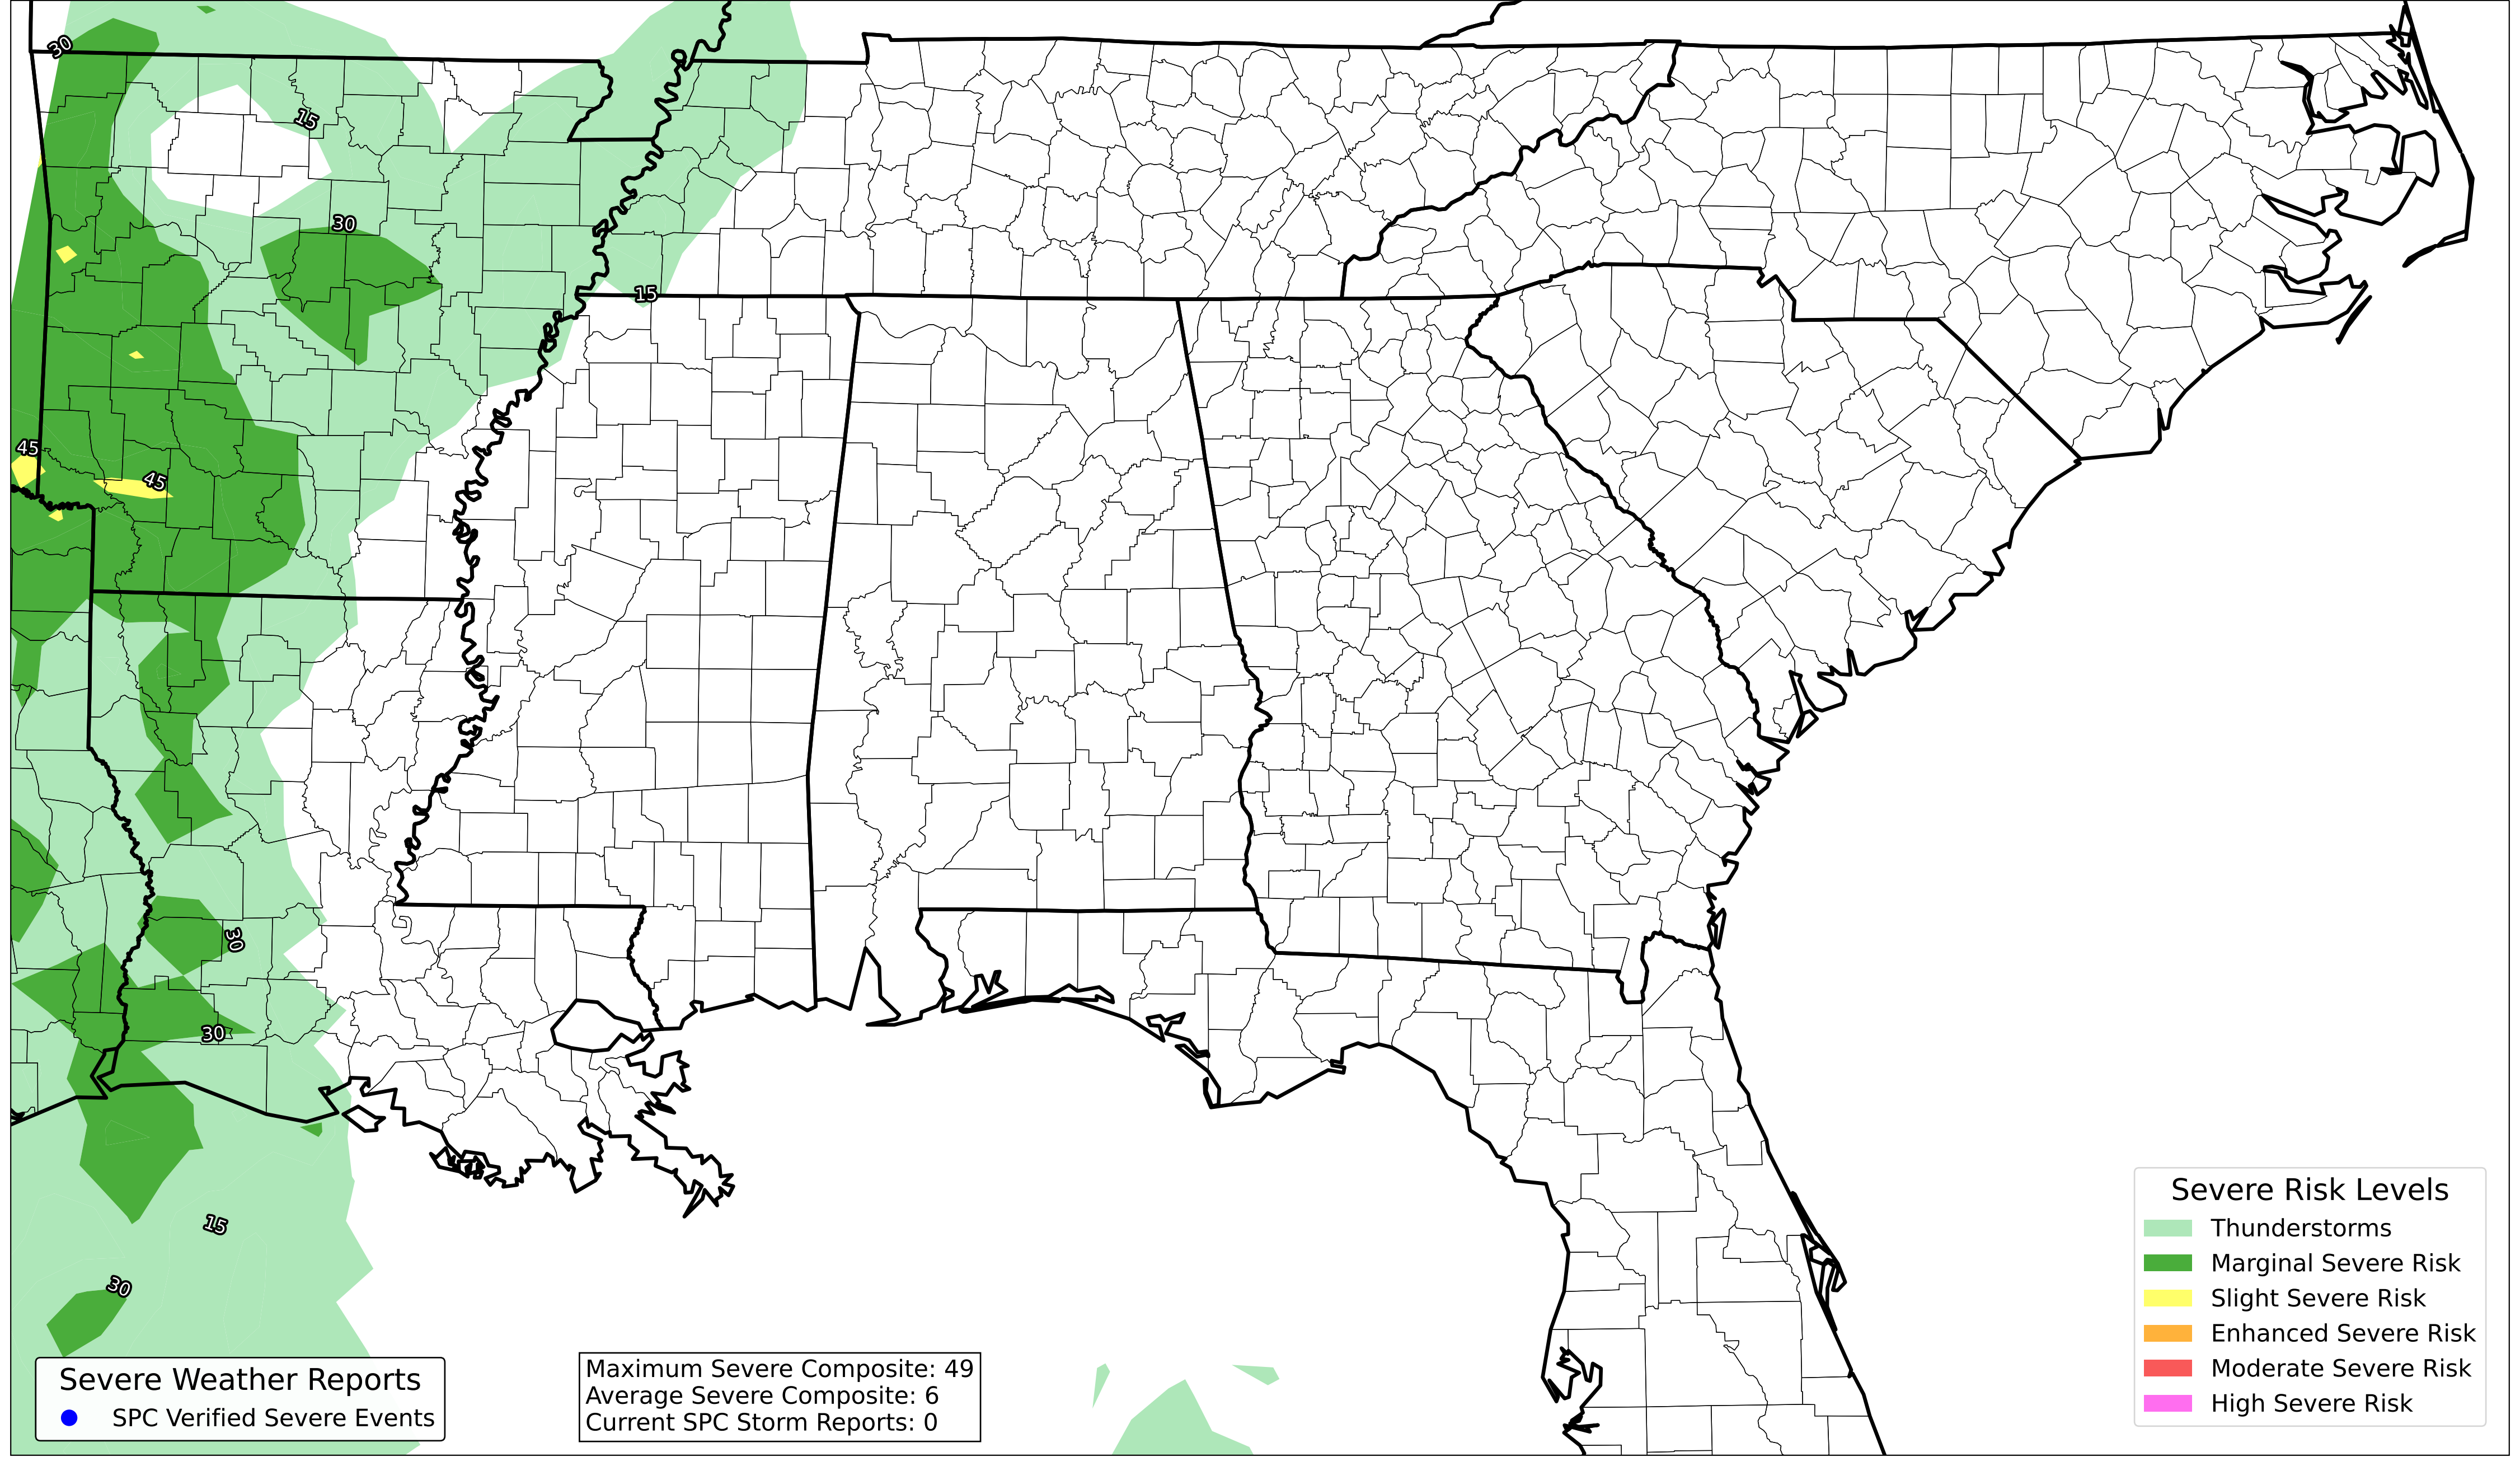 30
15
30
15
45
45
30
30
15
30
Severe Risk Levels
Thunderstorms
Marginal Severe Risk
Slight Severe Risk
Enhanced Severe Risk
Moderate Severe Risk
High Severe Risk
Severe Weather Reports
SPC Verified Severe Events
Maximum Severe Composite: 49
Average Severe Composite: 6
Current SPC Storm Reports: 0